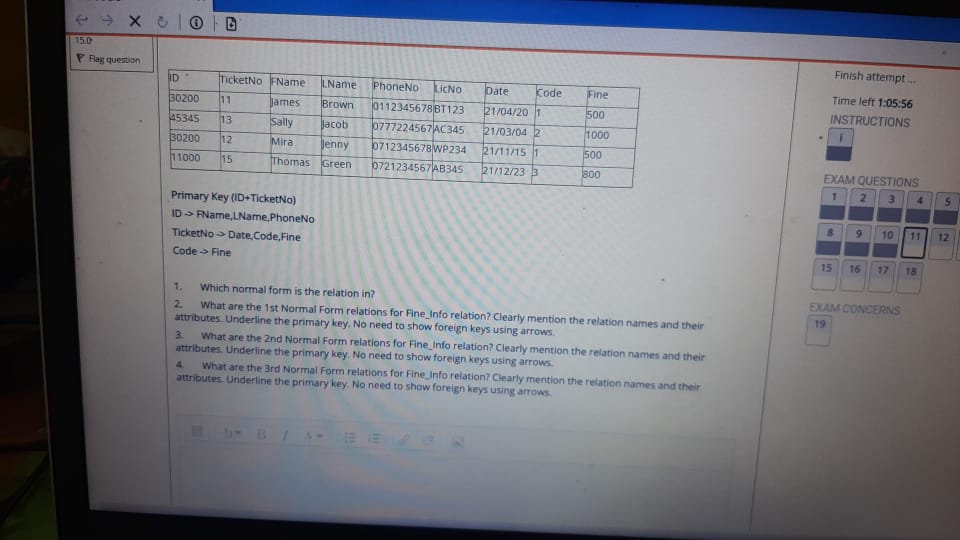 15.0
Flag question
ID TicketNo FName LName PhoneNo LicNo Date Code Fine
30200 11 James Brown 0112345678 BT123 21/04/20 1 500
45345 13 Sally Jacob 0777224567 AC345 21/03/04 2 1000
30200 12 Mira Jenny 0712345678 WP234 21/11/15 1 500
11000 15 Thomas Green 0721234567 AB345 21/12/23 3 800
Primary Key (ID+TicketNo)
ID -> FName,LName,PhoneNo
TicketNo -> Date,Code,Fine
Code -> Fine
1. Which normal form is the relation in?
2. What are the 1st Normal Form relations for Fine_Info relation? Clearly mention the relation names and their
attributes. Underline the primary key. No need to show foreign keys using arrows.
3. What are the 2nd Normal Form relations for Fine_Info relation? Clearly mention the relation names and their
attributes. Underline the primary key. No need to show foreign keys using arrows.
4. What are the 3rd Normal Form relations for Fine_Info relation? Clearly mention the relation names and their
attributes. Underline the primary key. No need to show foreign keys using arrows.
B I A
Finish attempt ...
Time left 1:05:56
INSTRUCTIONS
i
EXAM QUESTIONS
1 2 3 4 5
8 9 10 11 12
15 16 17 18
EXAM CONCERNS
19